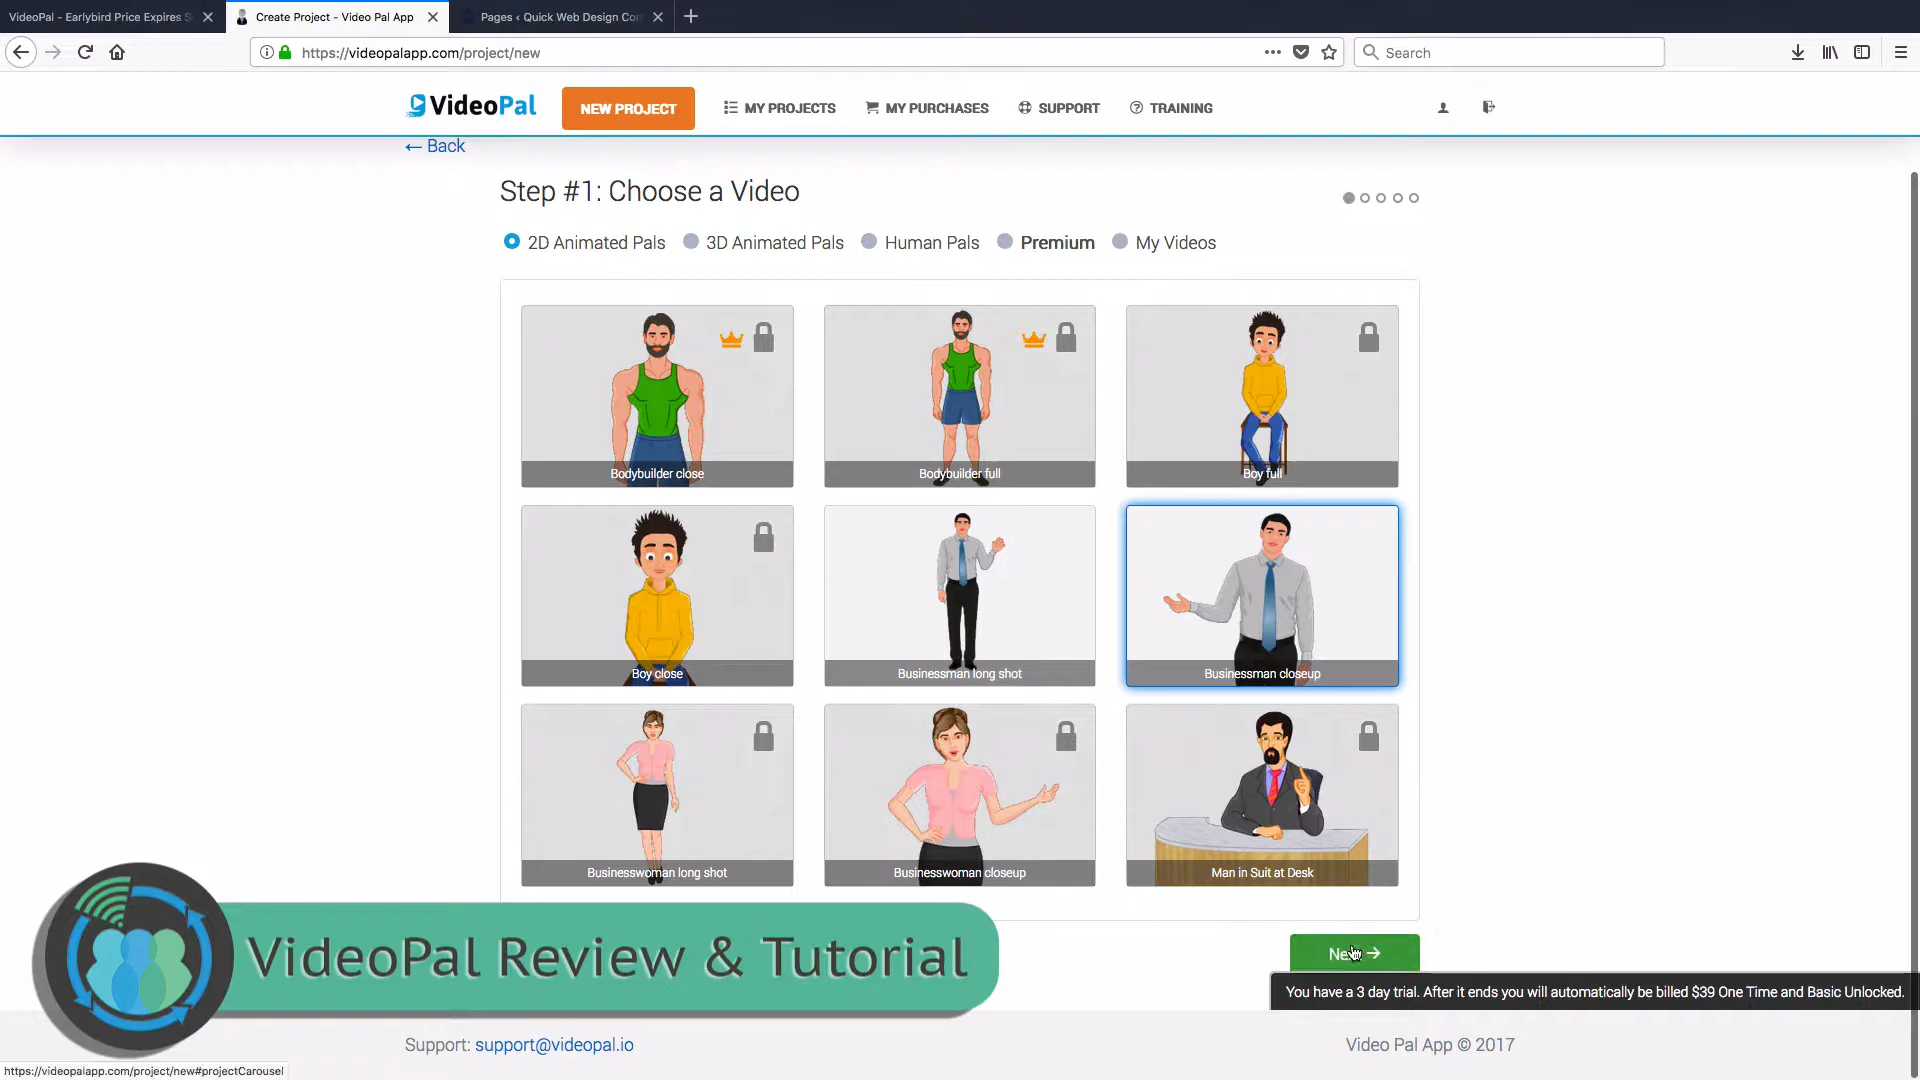 VideoPal - Earlybird Price Expires S
Create Project - Video Pal App
Pages ‹ Quick Web Design Con
https://videopalapp.com/project/new
Search
VideoPal
NEW PROJECT
MY PROJECTS
MY PURCHASES
SUPPORT
TRAINING
← Back
Step #1: Choose a Video
2D Animated Pals
3D Animated Pals
Human Pals
Premium
My Videos
Bodybuilder close
Bodybuilder full
Boy full
Boy close
Businessman long shot
Businessman closeup
Businesswoman long shot
Businesswoman closeup
Man in Suit at Desk
VideoPal Review & Tutorial
You have a 3 day trial. After it ends you will automatically be billed $39 One Time and Basic Unlocked.
Support: support@videopal.io
Video Pal App © 2017
https://videopalapp.com/project/new#projectCarousel